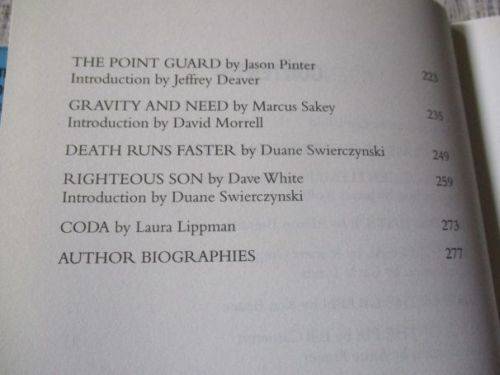 THE POINT GUARD by Jason Pinter
Introduction by Jeffrey Deaver 223
GRAVITY AND NEED by Marcus Sakey
Introduction by David Morrell 235
DEATH RUNS FASTER by Duane Swierczynski 249
RIGHTEOUS SON by Dave White 259
Introduction by Duane Swierczynski
CODA by Laura Lippman 273
AUTHOR BIOGRAPHIES 277